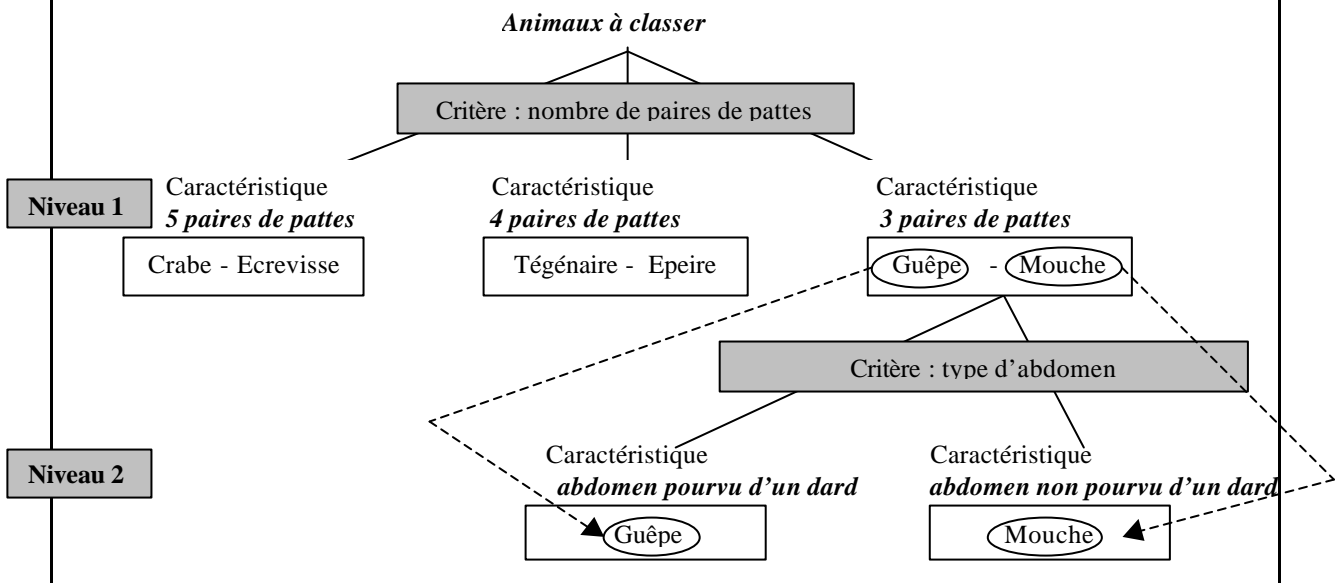 Animaux à classer
Critère : nombre de paires de pattes
Niveau 1
Caractéristique
5 paires de pattes
Crabe - Ecrevisse
Caractéristique
4 paires de pattes
Tégénaire - Epeire
Caractéristique
3 paires de pattes
Guêpe - Mouche
Critère : type d'abdomen
Niveau 2
Caractéristique
abdomen pourvu d'un dard
Guêpe
Caractéristique
abdomen non pourvu d'un dard
Mouche